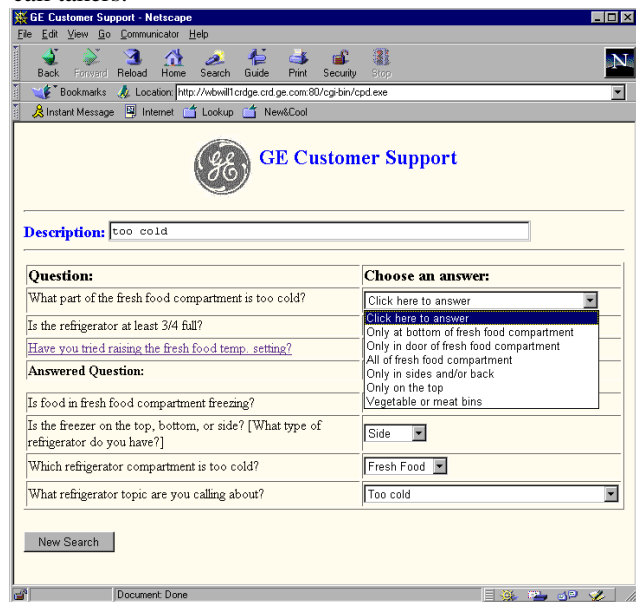 GE Customer Support - Netscape
File Edit View Go Communicator Help
Back Forward Reload Home Search Guide Print Security Stop
N
Bookmarks Location: http://wbwill1crdge.crd.ge.com:80/cgi-bin/cpd.exe
Instant Message Internet Lookup New&Cool
GE Customer Support
Description: too cold
Question: Choose an answer:
What part of the fresh food compartment is too cold? Click here to answer
Click here to answer
Is the refrigerator at least 3/4 full? Only at bottom of fresh food compartment
Only in door of fresh food compartment
Have you tried raising the fresh food temp. setting? All of fresh food compartment
Only in sides and/or back
Answered Question: Only on the top
Vegetable or meat bins
Is food in fresh food compartment freezing?
Is the freezer on the top, bottom, or side? [What type of
refrigerator do you have?] Side
Which refrigerator compartment is too cold? Fresh Food
What refrigerator topic are you calling about? Too cold
New Search
Document: Done